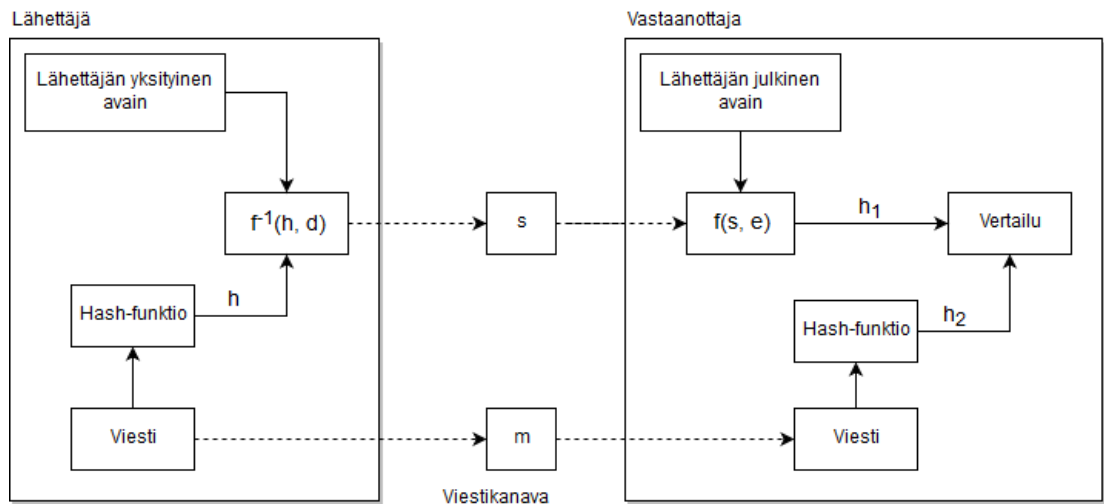 Lähettäjä
Lähettäjän yksityinen
avain
f⁻¹(h, d)
h
Hash-funktio
Viesti
s
m
Viestikanava
Vastaanottaja
Lähettäjän julkinen
avain
f(s, e)
h₁
Vertailu
h₂
Hash-funktio
Viesti